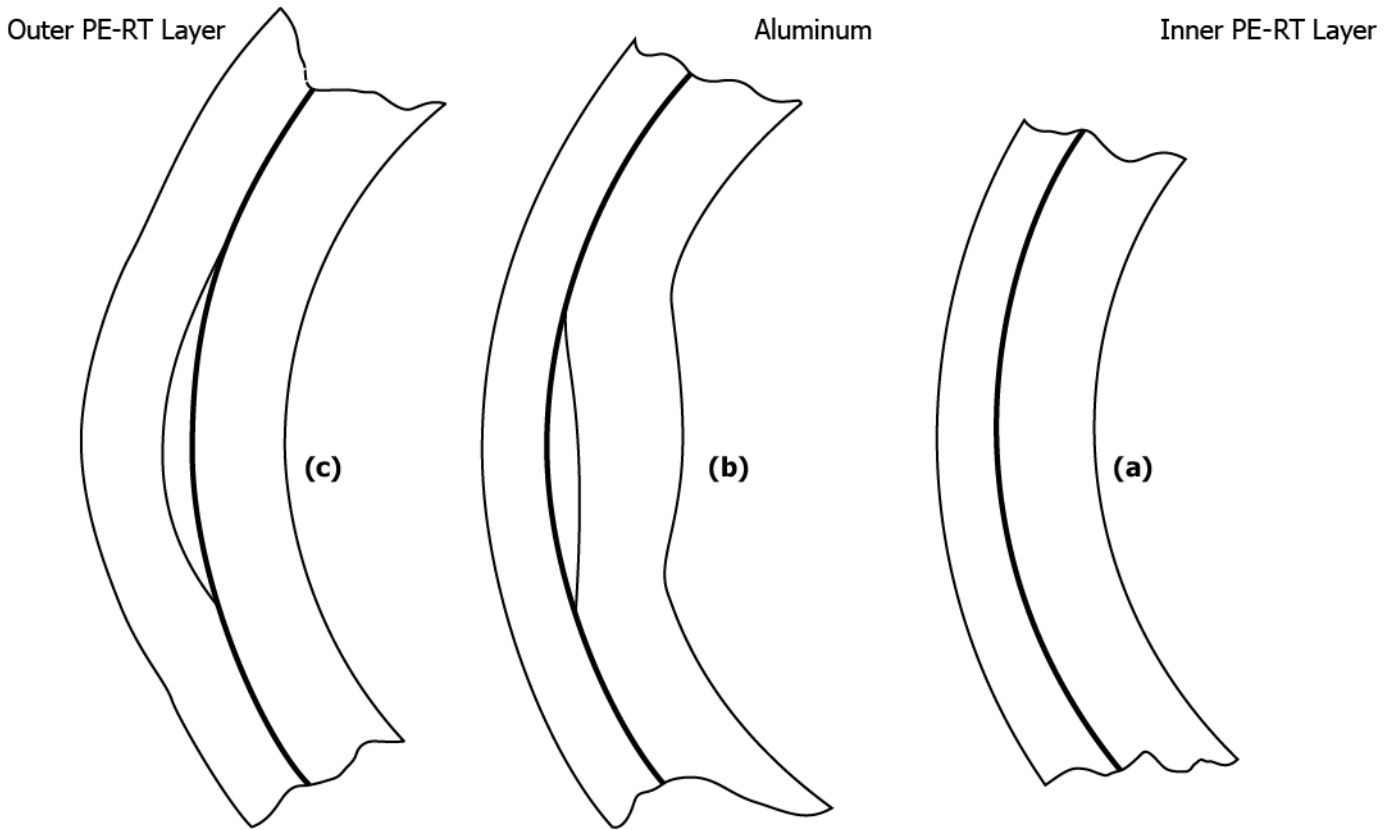 Outer PE-RT Layer
Aluminum
Inner PE-RT Layer
(c)
(b)
(a)